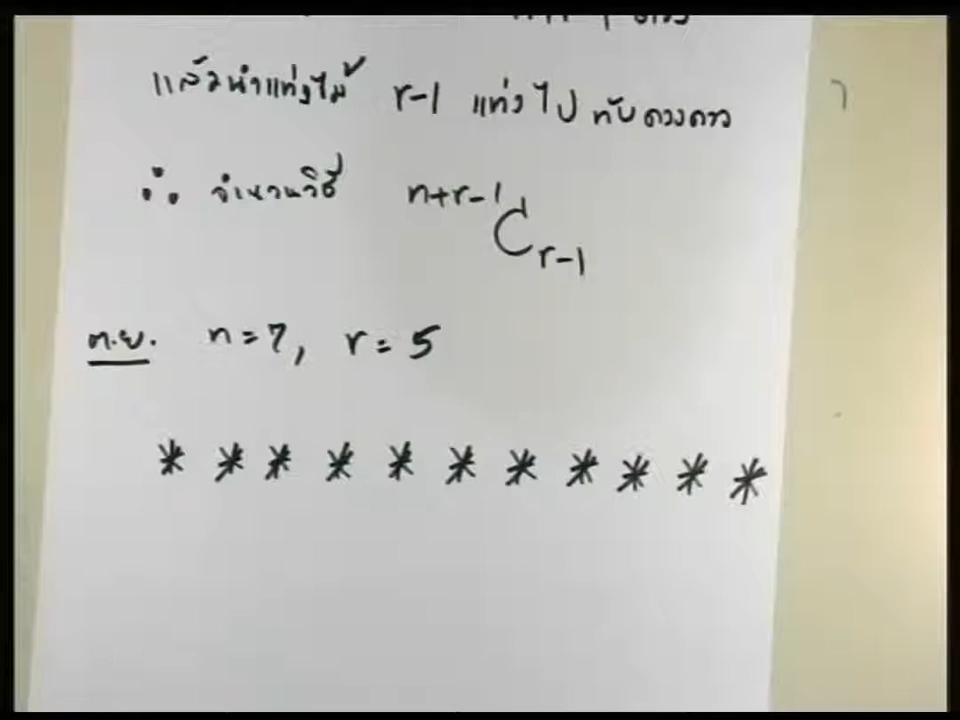 แล้วนำแท่งไม้ r-1 แท่งไป ทับดวงดาว
∴ จำนวนวิธี n+r-1 C r-1
ต.ย. n=7, r=5
* * * * * * * * * * *